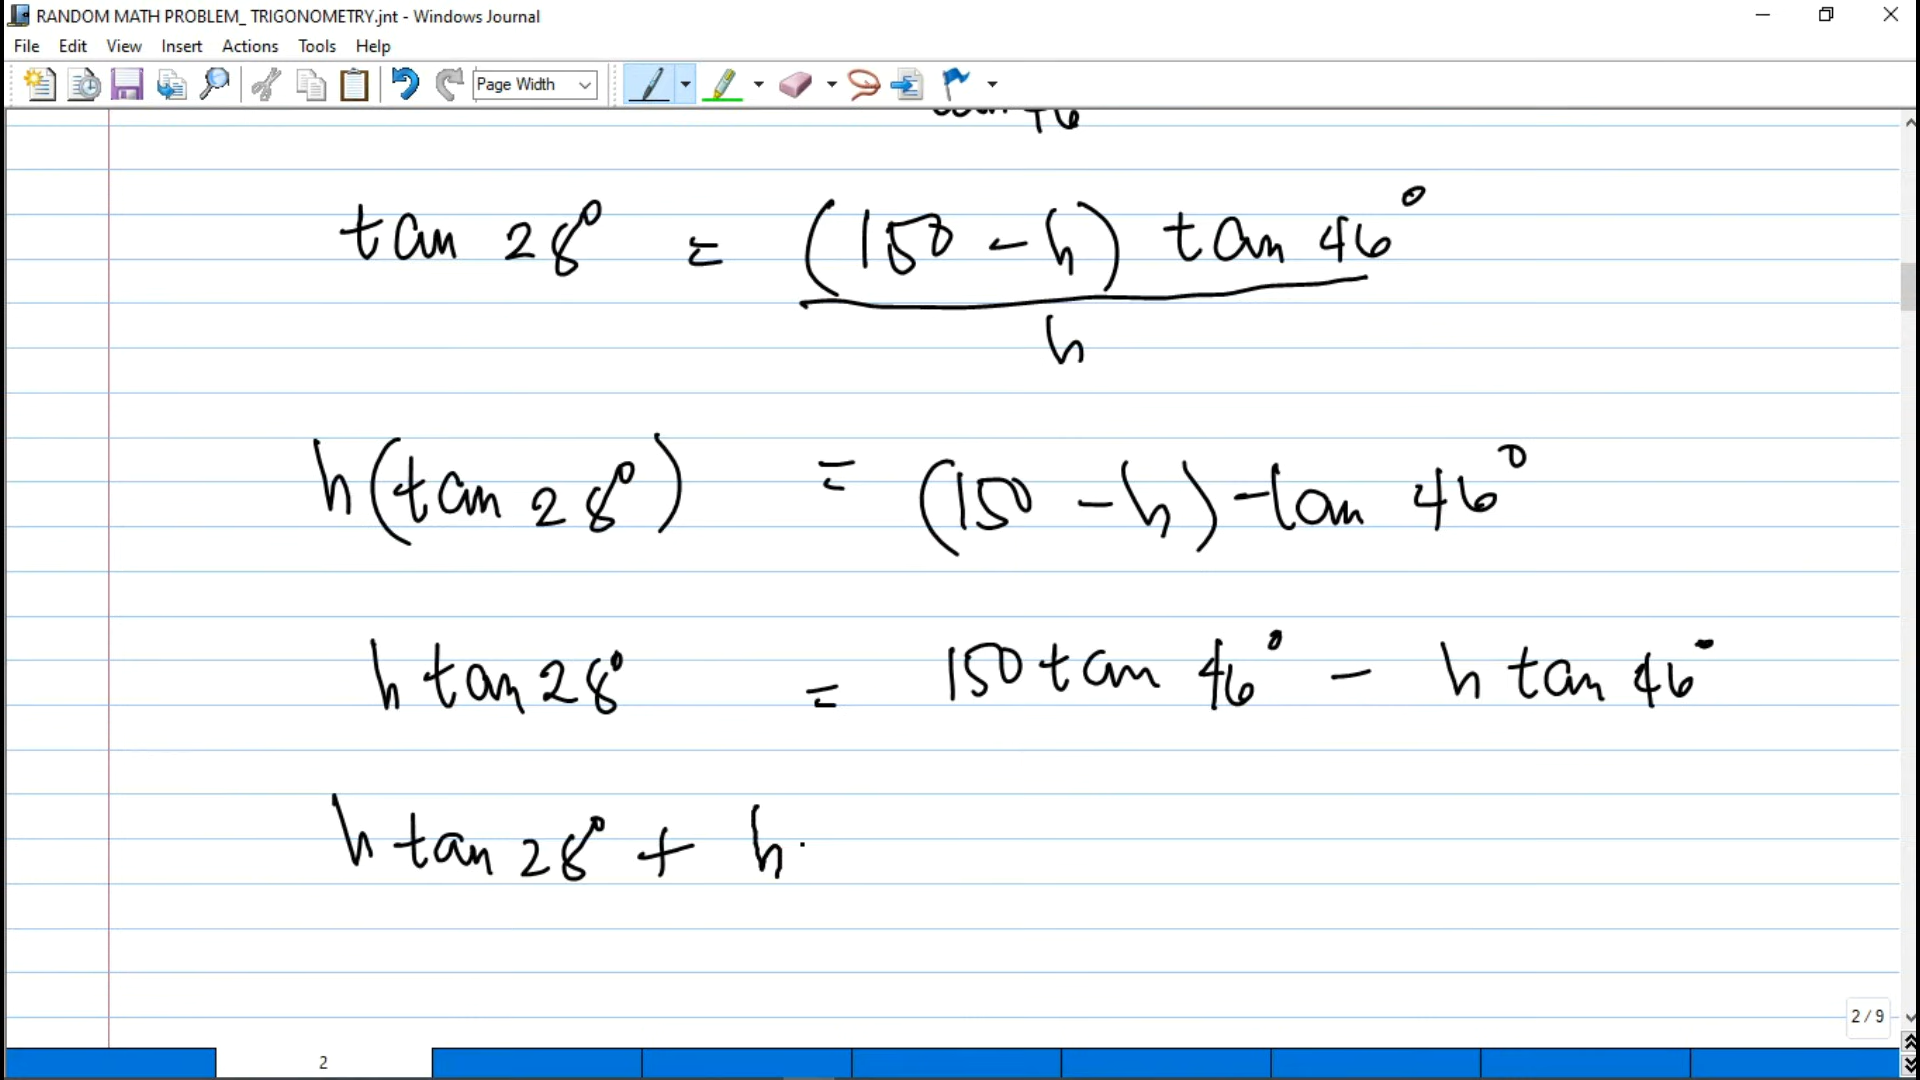 RANDOM MATH PROBLEM_ TRIGONOMETRY.jnt - Windows Journal
File Edit View Insert Actions Tools Help
Page Width
tan 28° = (150 - h) tan 46°
h
h(tan 28°) = (150 - h) tan 46°
h tan 28° = 150 tan 46° - h tan 46°
h tan 28° + h
2 / 9
2